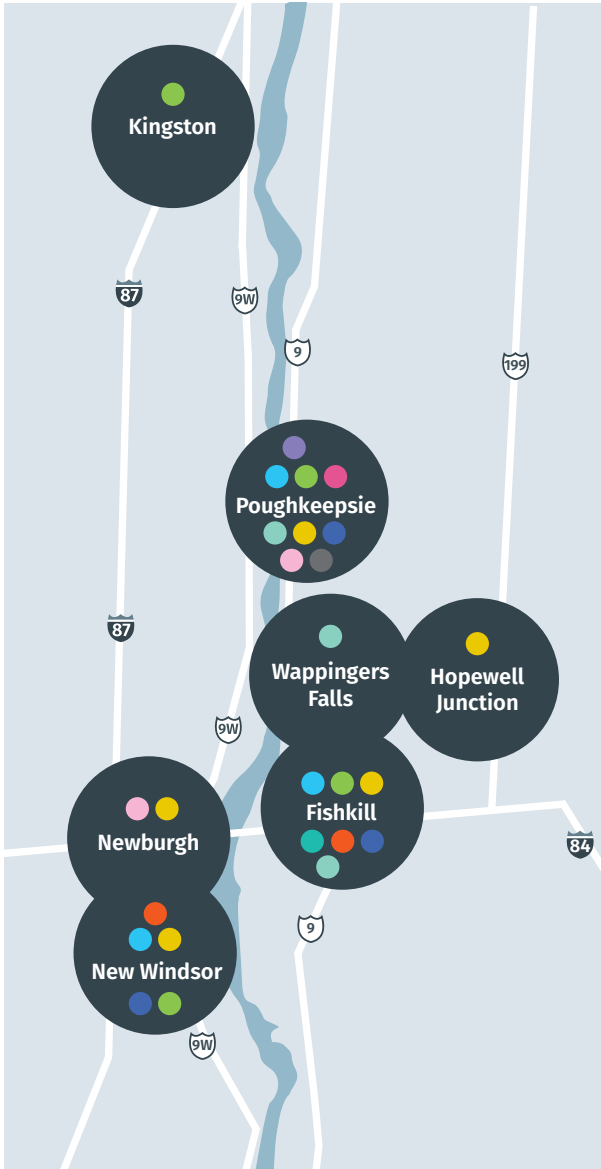 Kingston
87
9W
9
199
Poughkeepsie
87
Wappingers
Falls
Hopewell
Junction
9W
Fishkill
Newburgh
84
9
New Windsor
9W